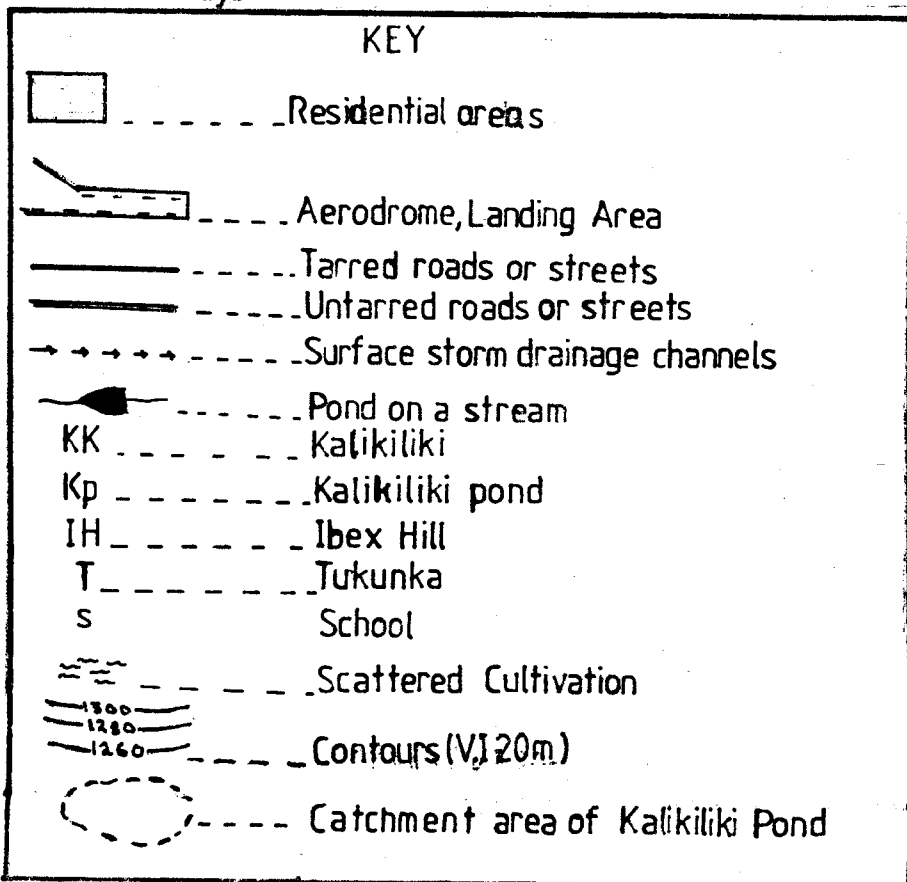 KEY
Residential areas
Aerodrome, Landing Area
Tarred roads or streets
Untarred roads or streets
Surface storm drainage channels
Pond on a stream
KK Kalikiliki
Kp Kalikiliki pond
IH Ibex Hill
T Tukunka
S School
Scattered Cultivation
1300
1280
1260 Contours (V.I 20m)
Catchment area of Kalikiliki Pond